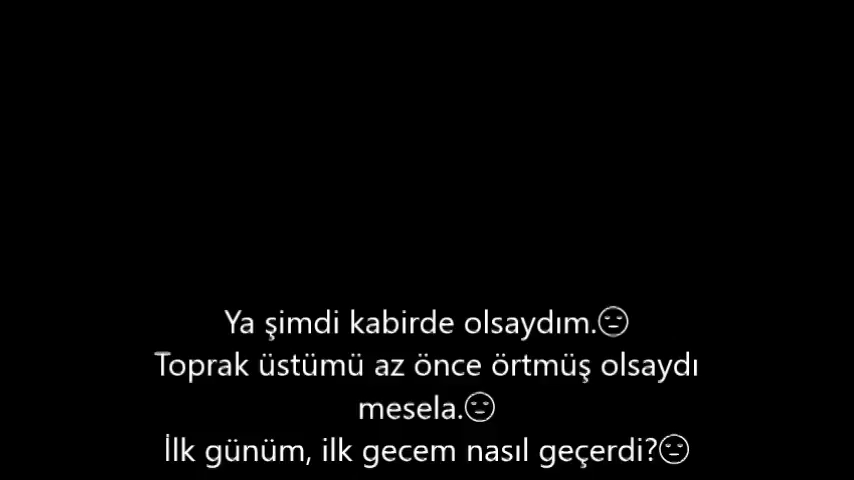 Ya şimdi kabirde olsaydım.😔
Toprak üstümü az önce örtmüş olsaydı
mesela.😔
İlk günüm, ilk gecem nasıl geçerdi?😔